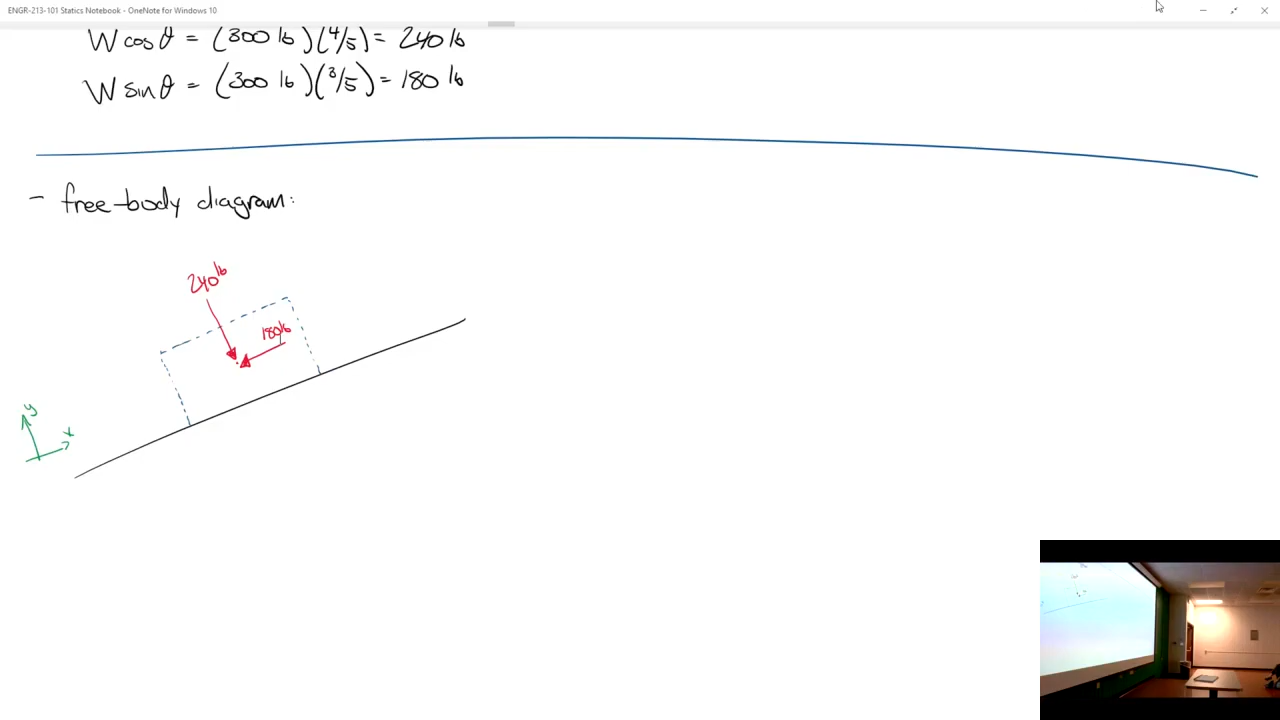 ENGR-213-101 Statics Notebook - OneNote for Windows 10
W cos θ = (300 lb)(4/5) = 240 lb
W sin θ = (300 lb)(3/5) = 180 lb
- free-body diagram:
240 lb
180 lb
y
x